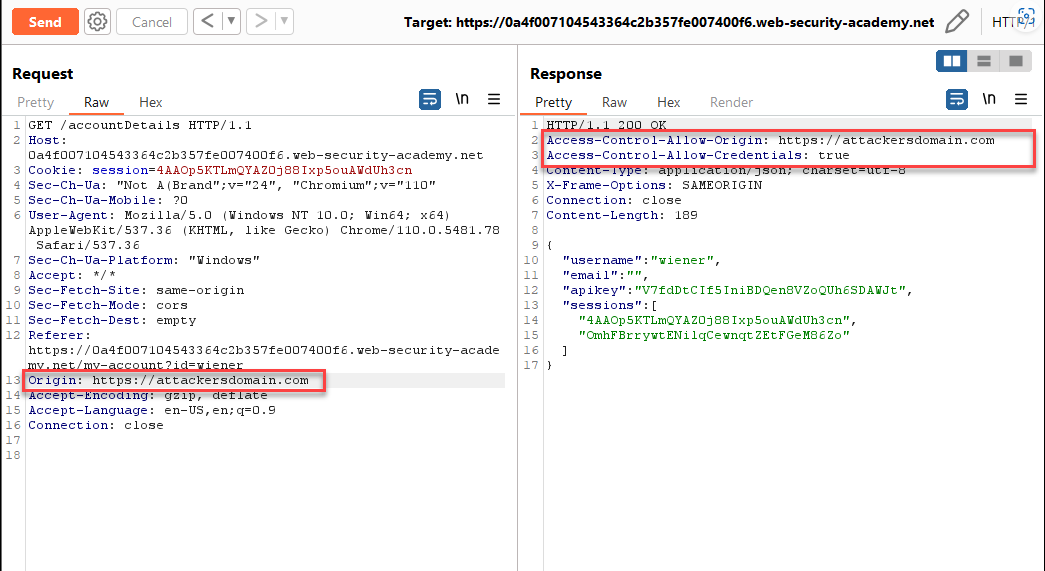 Send Cancel < > Target: https://0a4f007104543364c2b357fe007400f6.web-security-academy.net
Request
Pretty Raw Hex \n
1 GET /accountDetails HTTP/1.1
2 Host:
0a4f007104543364c2b357fe007400f6.web-security-academy.net
3 Cookie: session=4AAOp5KTLmQYAZOj88Ixp5ouAWdUh3cn
4 Sec-Ch-Ua: "Not A(Brand";v="24", "Chromium";v="110"
5 Sec-Ch-Ua-Mobile: ?0
6 User-Agent: Mozilla/5.0 (Windows NT 10.0; Win64; x64)
AppleWebKit/537.36 (KHTML, like Gecko) Chrome/110.0.5481.78
Safari/537.36
7 Sec-Ch-Ua-Platform: "Windows"
8 Accept: */*
9 Sec-Fetch-Site: same-origin
10 Sec-Fetch-Mode: cors
11 Sec-Fetch-Dest: empty
12 Referer:
https://0a4f007104543364c2b357fe007400f6.web-security-acade
my.net/my-account?id=wiener
13 Origin: https://attackersdomain.com
14 Accept-Encoding: gzip, deflate
15 Accept-Language: en-US,en;q=0.9
16 Connection: close
17
18
Response
Pretty Raw Hex Render \n
1 HTTP/1.1 200 OK
2 Access-Control-Allow-Origin: https://attackersdomain.com
3 Access-Control-Allow-Credentials: true
4 Content-Type: application/json; charset=utf-8
5 X-Frame-Options: SAMEORIGIN
6 Connection: close
7 Content-Length: 189
8
9 {
10 "username":"wiener",
11 "email":"",
12 "apikey":"V7fdDtCIf5IniBDQen8VZoQUh6SDAWJt",
13 "sessions":[
14 "4AAOp5KTLmQYAZOj88Ixp5ouAWdUh3cn",
15 "OmhFBrrywtENilqCewnqtZEtFGeM86Zo"
16 ]
17 }